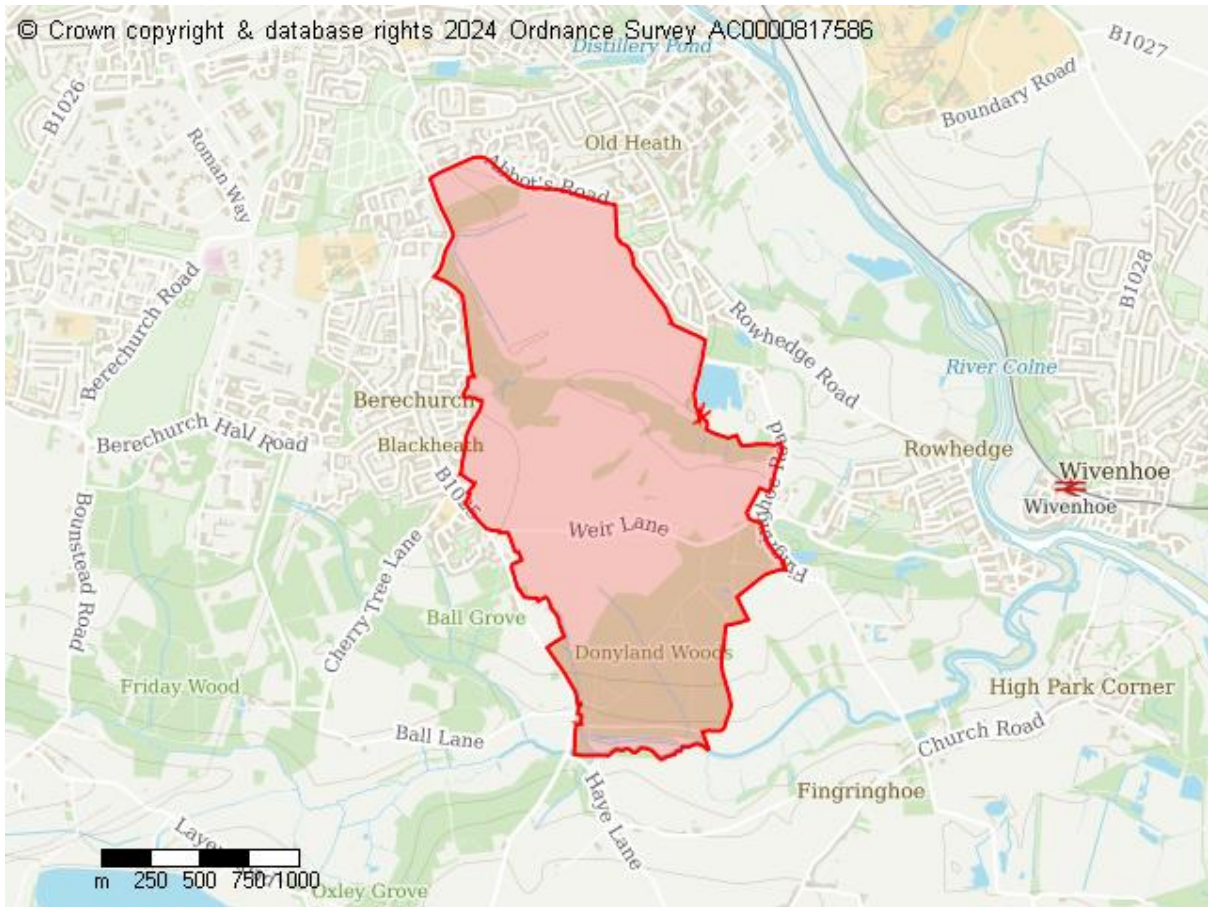 © Crown copyright & database rights 2024 Ordnance Survey AC0000817586
Distillery Pond
B1027
B1026
Boundary Road
Roman Way
Old Heath
Abbot's Road
B1028
Berechurch Road
Rowhedge Road
River Colne
Berechurch
Berechurch Hall Road
Blackheath
Rowhedge
Wivenhoe
Wivenhoe
B1025
Weir Lane
Fingringhoe Road
Bounstead Road
Cherry Tree Lane
Ball Grove
Donyland Woods
Friday Wood
High Park Corner
Ball Lane
Church Road
Haye Lane
Fingringhoe
Layer
m 250 500 750 1000
Oxley Grove